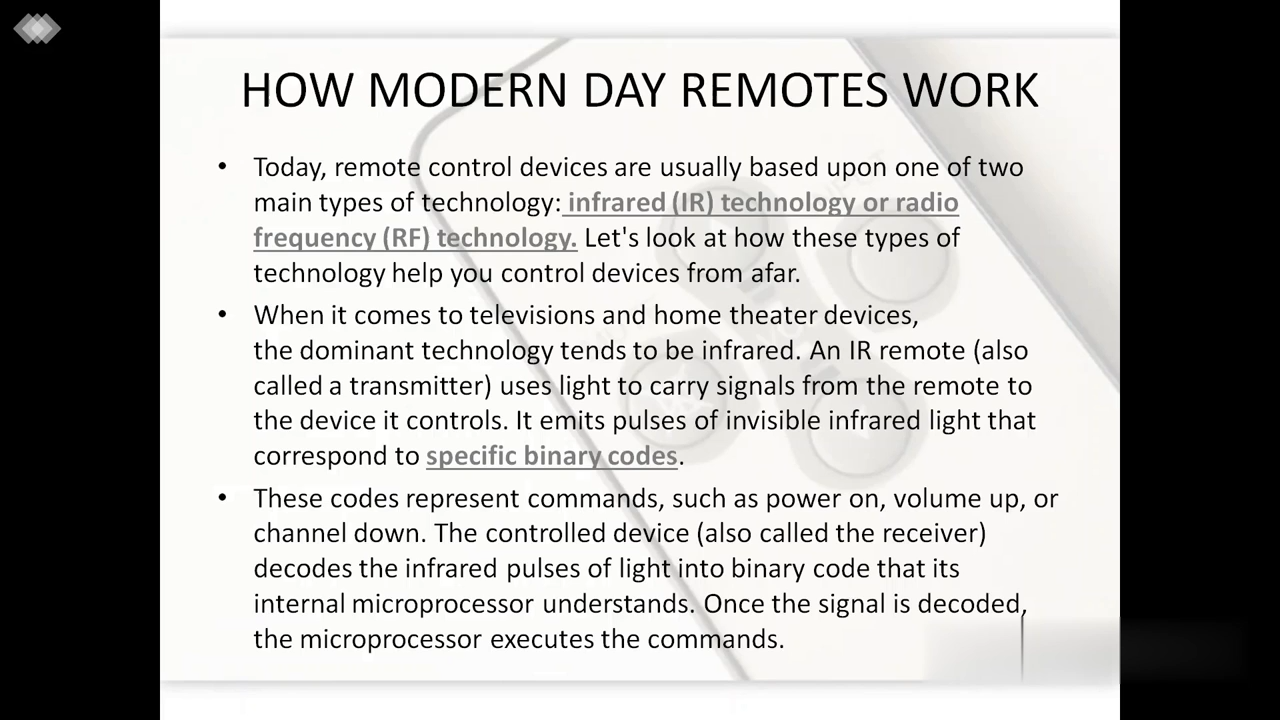 HOW MODERN DAY REMOTES WORK
• Today, remote control devices are usually based upon one of two
main types of technology: infrared (IR) technology or radio
frequency (RF) technology. Let's look at how these types of
technology help you control devices from afar.
• When it comes to televisions and home theater devices,
the dominant technology tends to be infrared. An IR remote (also
called a transmitter) uses light to carry signals from the remote to
the device it controls. It emits pulses of invisible infrared light that
correspond to specific binary codes.
• These codes represent commands, such as power on, volume up, or
channel down. The controlled device (also called the receiver)
decodes the infrared pulses of light into binary code that its
internal microprocessor understands. Once the signal is decoded,
the microprocessor executes the commands.